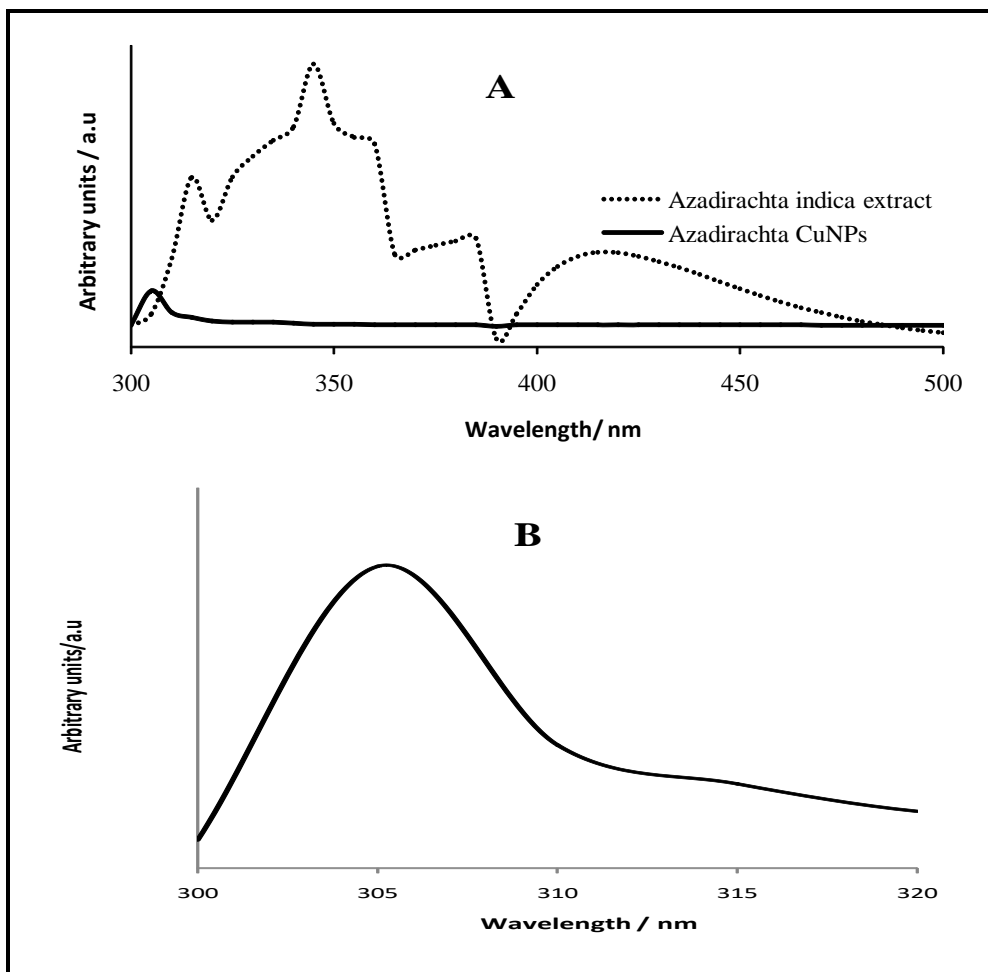 A
Arbitrary units / a.u
Azadirachta indica extract
Azadirachta CuNPs
300 350 400 450 500
Wavelength/ nm
B
Arbitrary units/a.u
300 305 310 315 320
Wavelength / nm